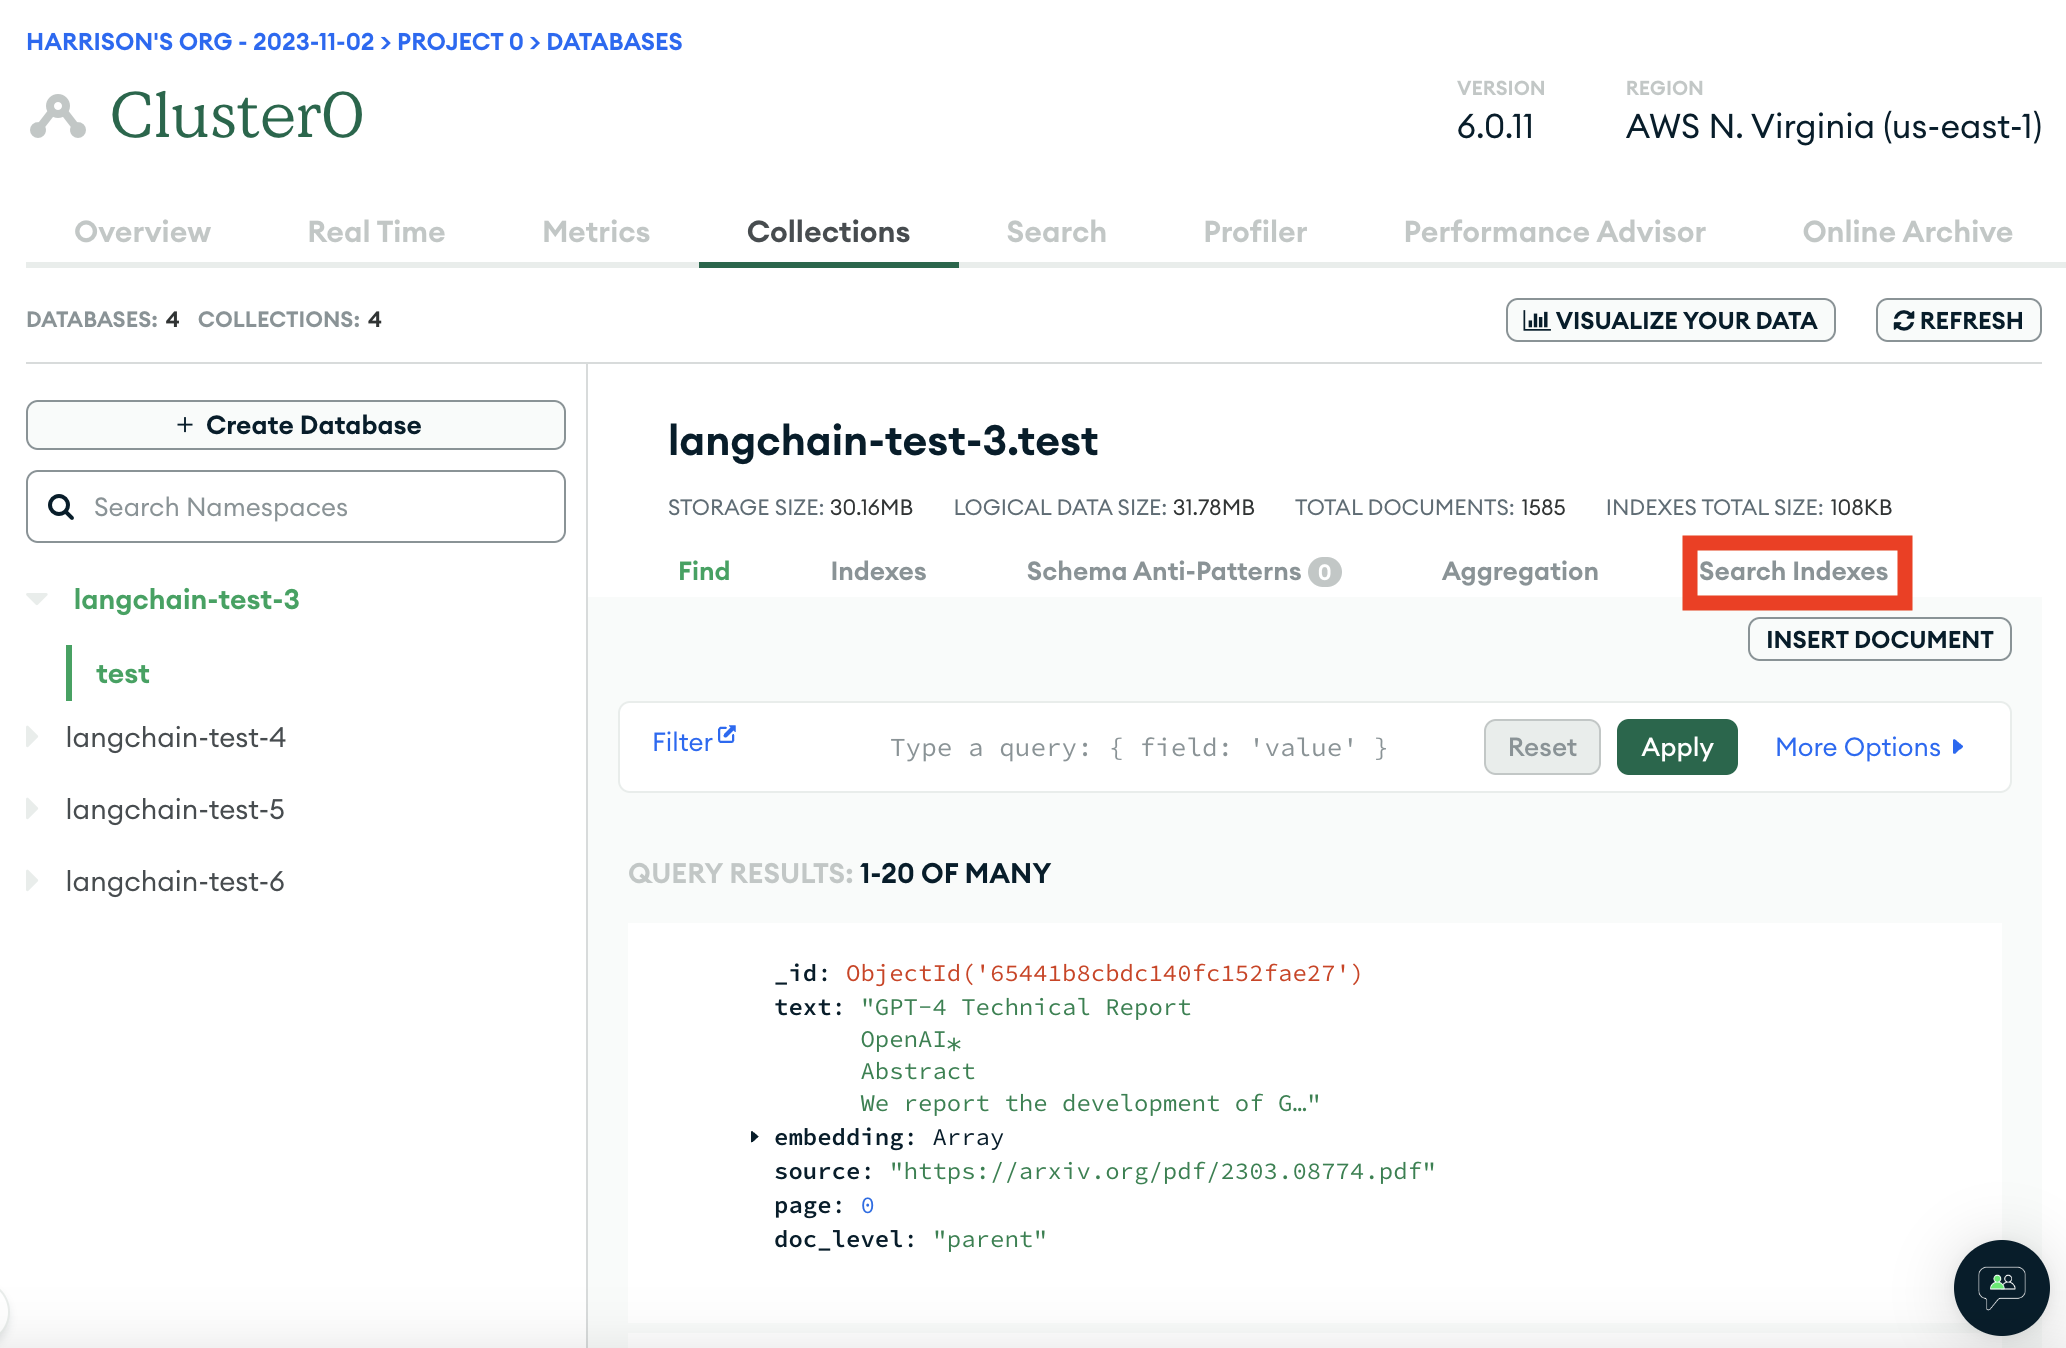 HARRISON'S ORG - 2023-11-02 > PROJECT 0 > DATABASES
Cluster0
VERSION
6.0.11
REGION
AWS N. Virginia (us-east-1)
Overview Real Time Metrics Collections Search Profiler Performance Advisor Online Archive
DATABASES: 4 COLLECTIONS: 4
VISUALIZE YOUR DATA
REFRESH
+ Create Database
Search Namespaces
langchain-test-3
test
langchain-test-4
langchain-test-5
langchain-test-6
langchain-test-3.test
STORAGE SIZE: 30.16MB LOGICAL DATA SIZE: 31.78MB TOTAL DOCUMENTS: 1585 INDEXES TOTAL SIZE: 108KB
Find Indexes Schema Anti-Patterns 0 Aggregation Search Indexes
INSERT DOCUMENT
Filter Type a query: { field: 'value' } Reset Apply More Options
QUERY RESULTS: 1-20 OF MANY
_id: ObjectId('65441b8cbdc140fc152fae27')
text: "GPT-4 Technical Report
OpenAI*
Abstract
We report the development of G…"
embedding: Array
source: "https://arxiv.org/pdf/2303.08774.pdf"
page: 0
doc_level: "parent"